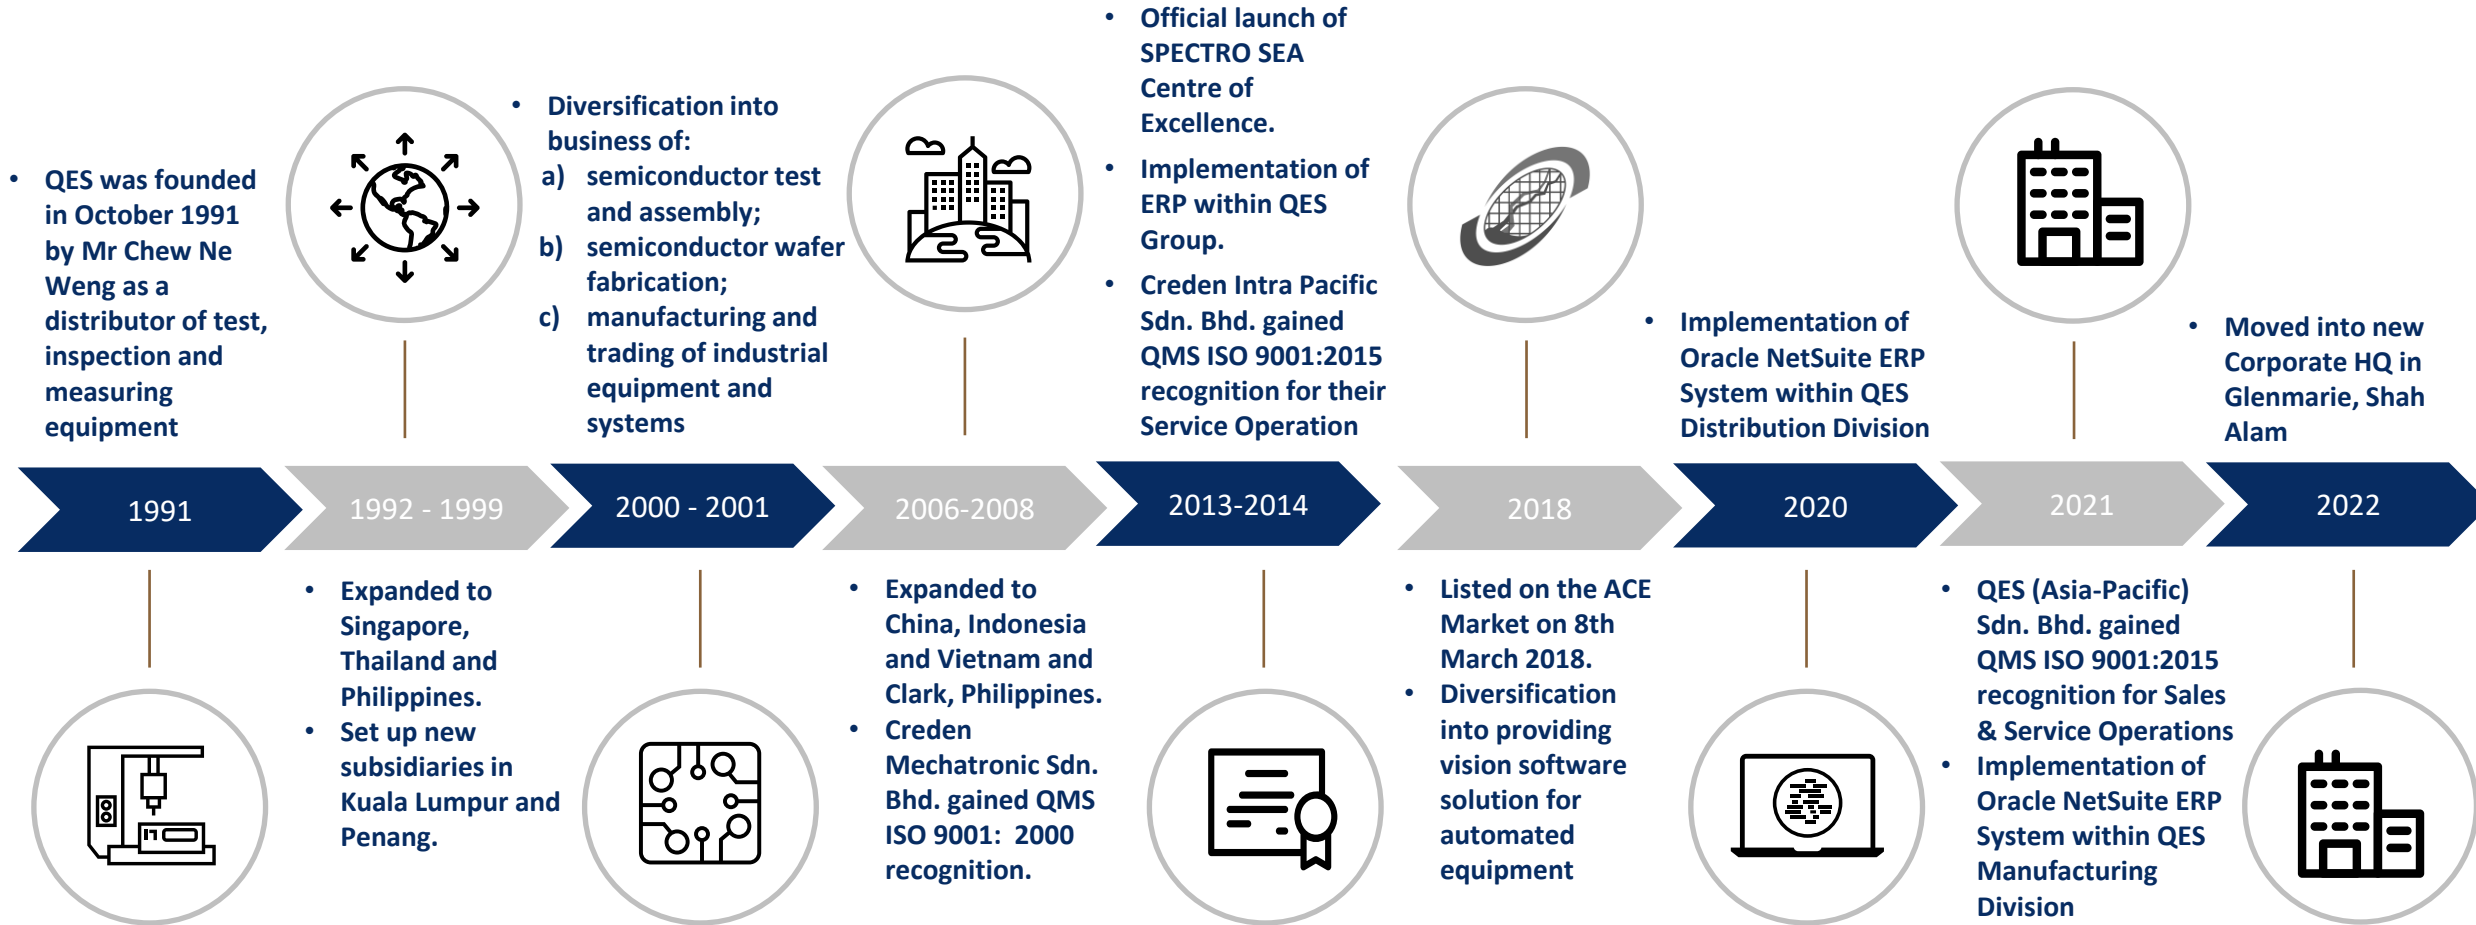 • QES was founded
in October 1991
by Mr Chew Ne
Weng as a
distributor of test,
inspection and
measuring
equipment
• Diversification into
business of:
a) semiconductor test
and assembly;
b) semiconductor wafer
fabrication;
c) manufacturing and
trading of industrial
equipment and
systems
• Official launch of
SPECTRO SEA
Centre of
Excellence.
• Implementation of
ERP within QES
Group.
• Creden Intra Pacific
Sdn. Bhd. gained
QMS ISO 9001:2015
recognition for their
Service Operation
• Implementation of
Oracle NetSuite ERP
System within QES
Distribution Division
• Moved into new
Corporate HQ in
Glenmarie, Shah
Alam
1991
1992 - 1999
2000 - 2001
2006-2008
2013-2014
2018
2020
2021
2022
• Expanded to
Singapore,
Thailand and
Philippines.
• Set up new
subsidiaries in
Kuala Lumpur and
Penang.
• Expanded to
China, Indonesia
and Vietnam and
Clark, Philippines.
• Creden
Mechatronic Sdn.
Bhd. gained QMS
ISO 9001: 2000
recognition.
• Listed on the ACE
Market on 8th
March 2018.
• Diversification
into providing
vision software
solution for
automated
equipment
• QES (Asia-Pacific)
Sdn. Bhd. gained
QMS ISO 9001:2015
recognition for Sales
& Service Operations
• Implementation of
Oracle NetSuite ERP
System within QES
Manufacturing
Division